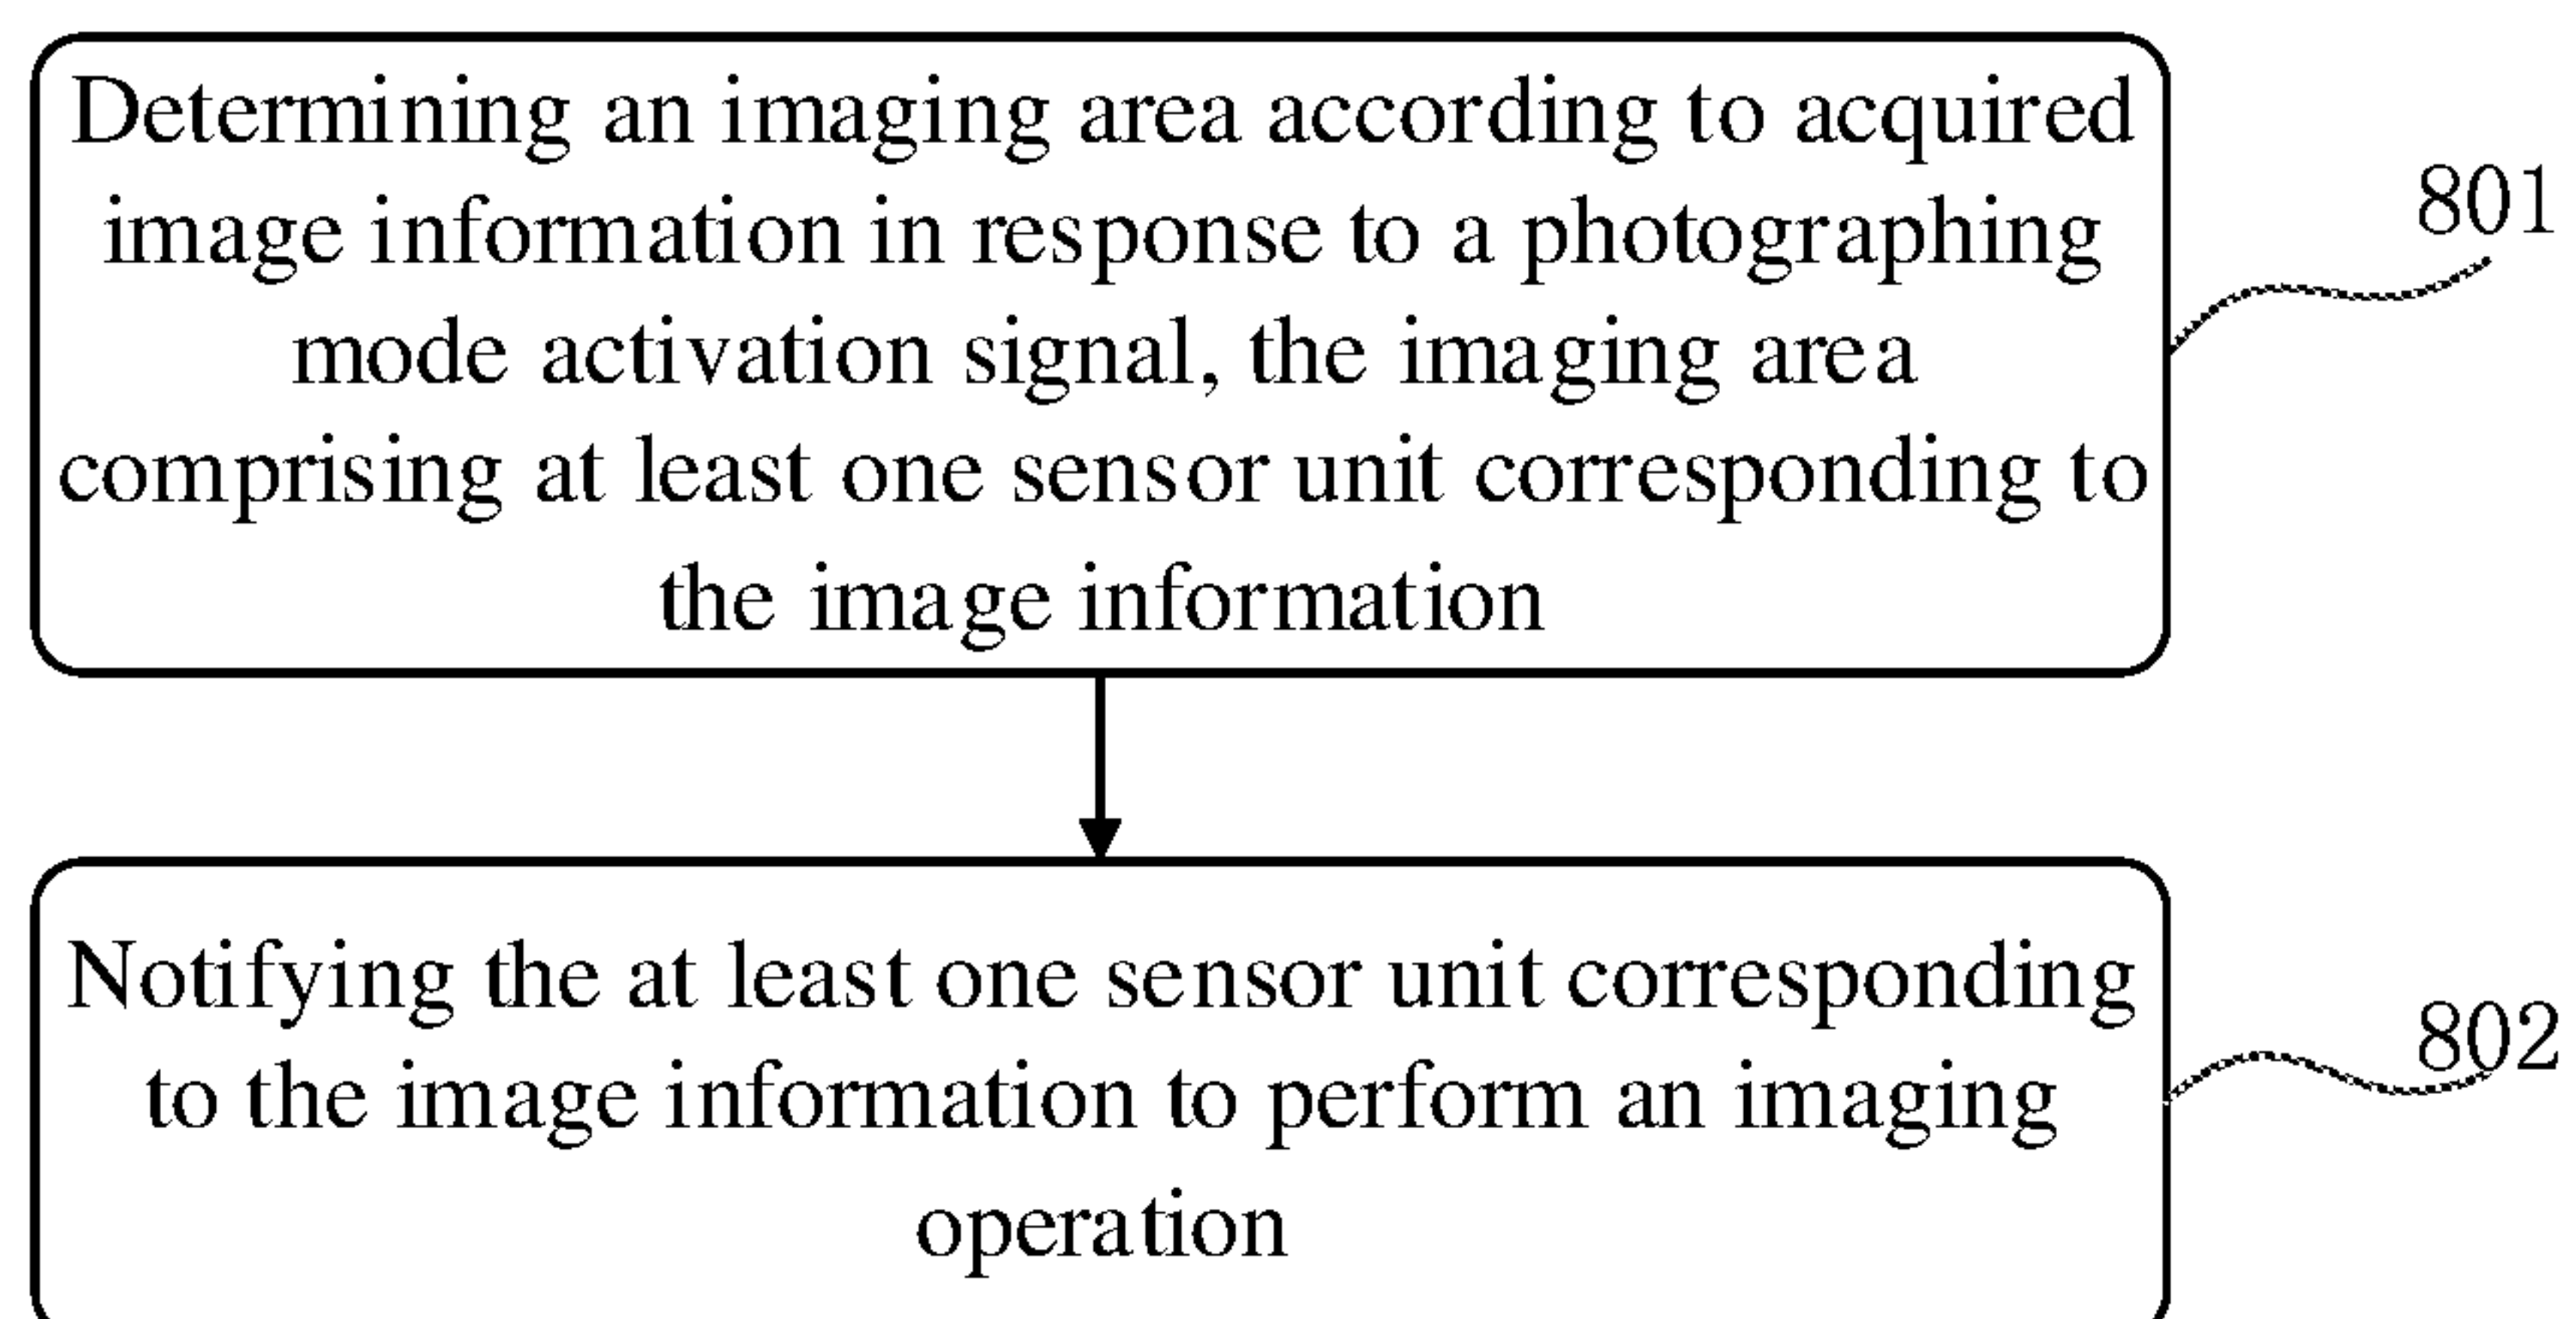 Determining an imaging area according to acquired
image information in response to a photographing
mode activation signal, the imaging area
comprising at least one sensor unit corresponding to
the image information
801
Notifying the at least one sensor unit corresponding
to the image information to perform an imaging
operation
802